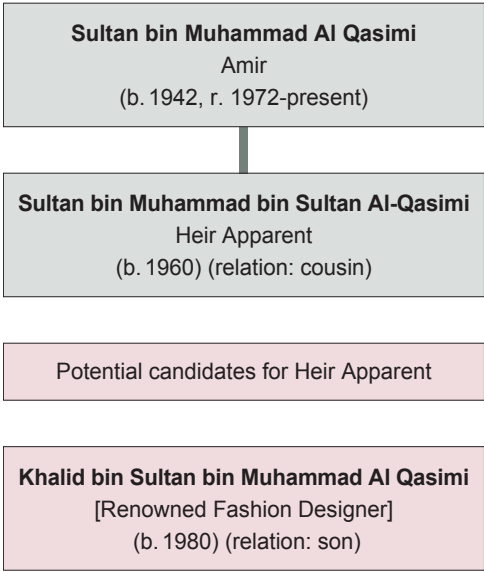 Sultan bin Muhammad Al Qasimi
Amir
(b. 1942, r. 1972-present)
Sultan bin Muhammad bin Sultan Al-Qasimi
Heir Apparent
(b. 1960) (relation: cousin)
Potential candidates for Heir Apparent
Khalid bin Sultan bin Muhammad Al Qasimi
[Renowned Fashion Designer]
(b. 1980) (relation: son)